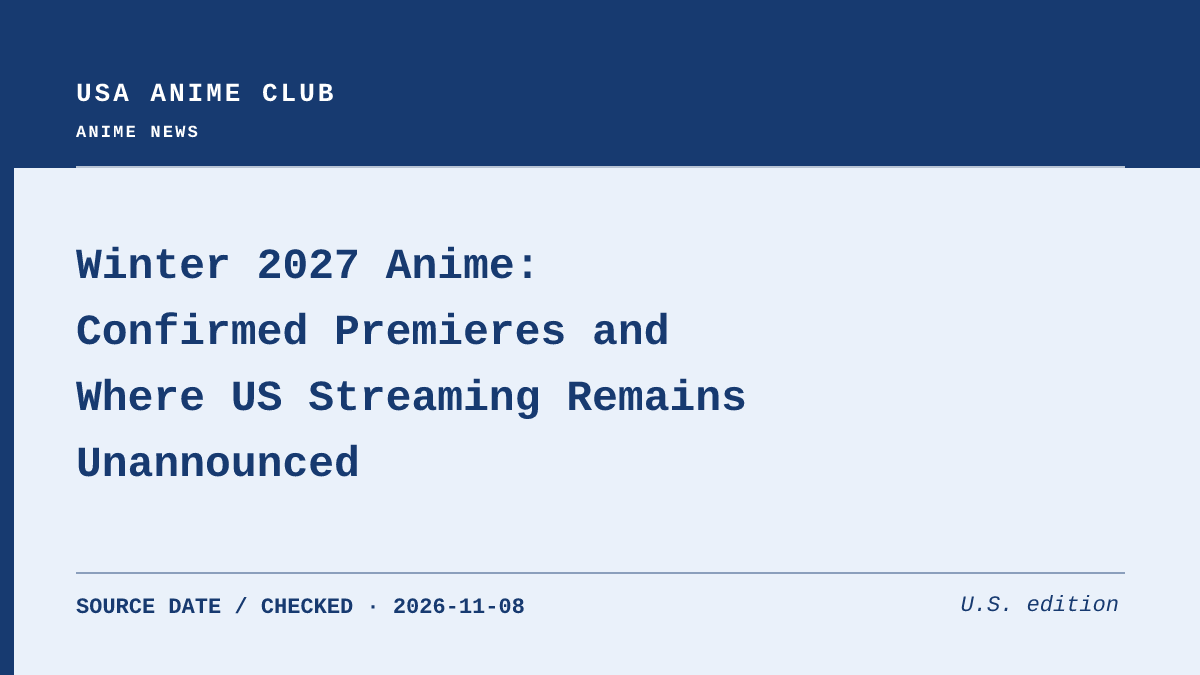 USA ANIME CLUB
ANIME NEWS
Winter 2027 Anime:
Confirmed Premieres and
Where US Streaming Remains
Unannounced
SOURCE DATE / CHECKED · 2026-11-08
U.S. edition